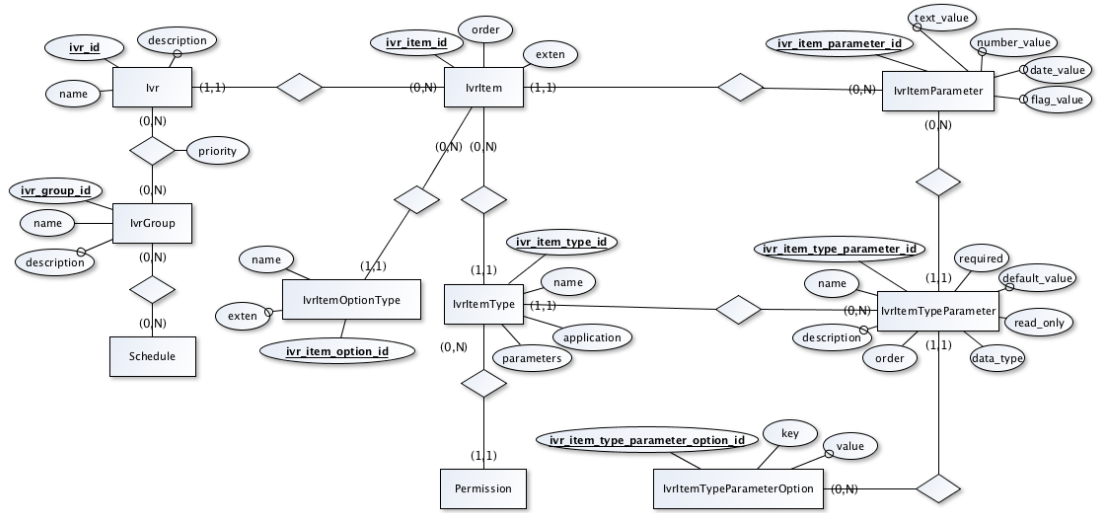 text_value
order
ivr_id
description
ivr_item_id
ivr_item_parameter_id
number_value
exten
date_value
Ivr
(1,1)
(0,N)
IvrItem
(1,1)
(0,N)
IvrItemParameter
name
flag_value
(0,N)
(0,N)
(0,N)
(0,N)
priority
(0,N)
ivr_group_id
name
IvrGroup
description
(0,N)
ivr_item_type_id
ivr_item_type_parameter_id
required
name
(1,1)
(1,1)
name
name
(1,1)
default_value
IvrItemOptionType
IvrItemType
(1,1)
(0,N)
IvrItemTypeParameter
exten
read_only
(0,N)
application
description
ivr_item_option_id
(0,N)
parameters
order
data_type
(1,1)
Schedule
ivr_item_type_parameter_option_id
key
value
(1,1)
Permission
IvrItemTypeParameterOption
(0,N)